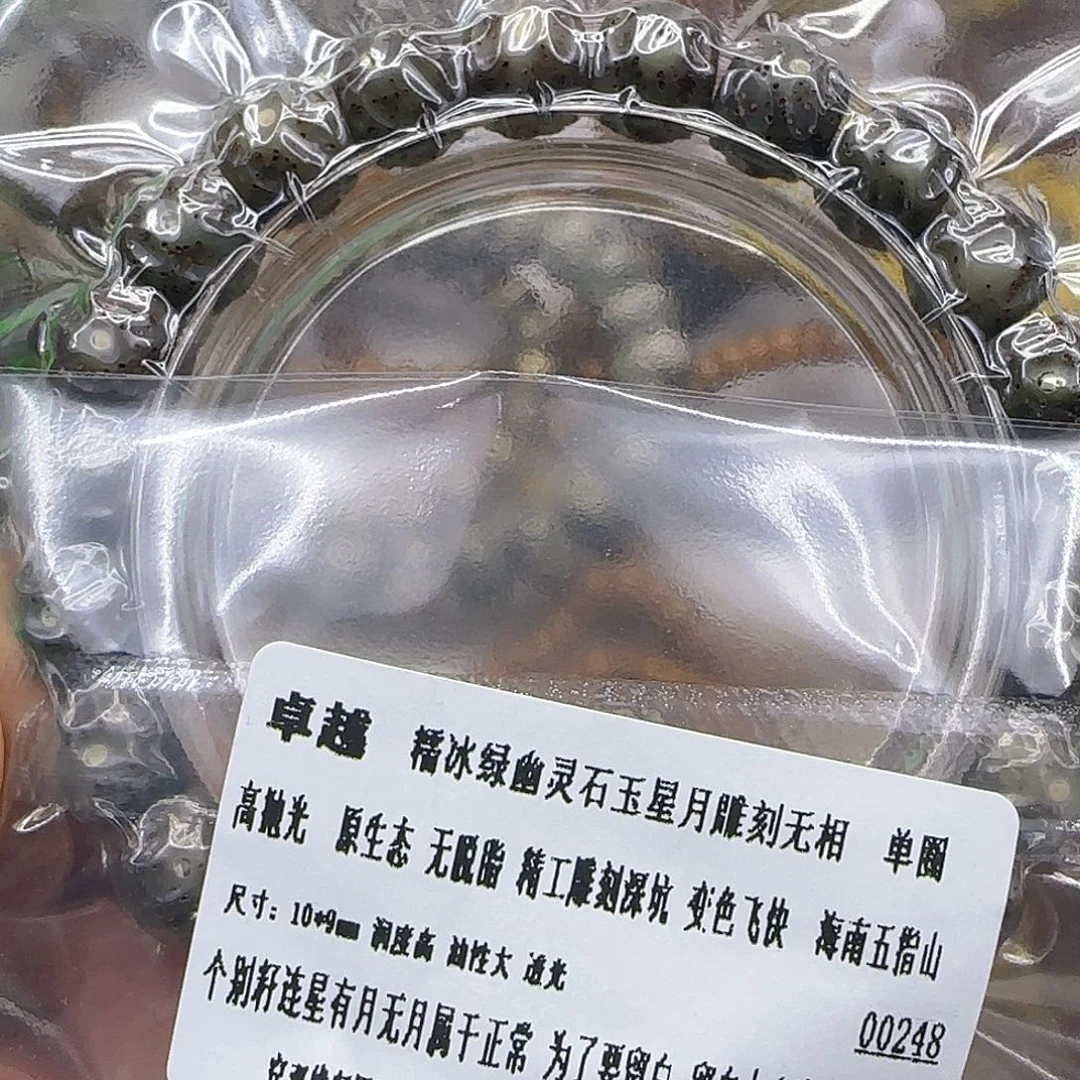 卓越 糯冰绿幽灵石玉星月雕刻无相 单圈
高抛光 原生态 无脱脂 精工雕刻深坑 变色飞快 海南五指山
尺寸：10*9mm 润度高 油性大 透光
个别籽连星有月无月属于正常 为了要留白
00248